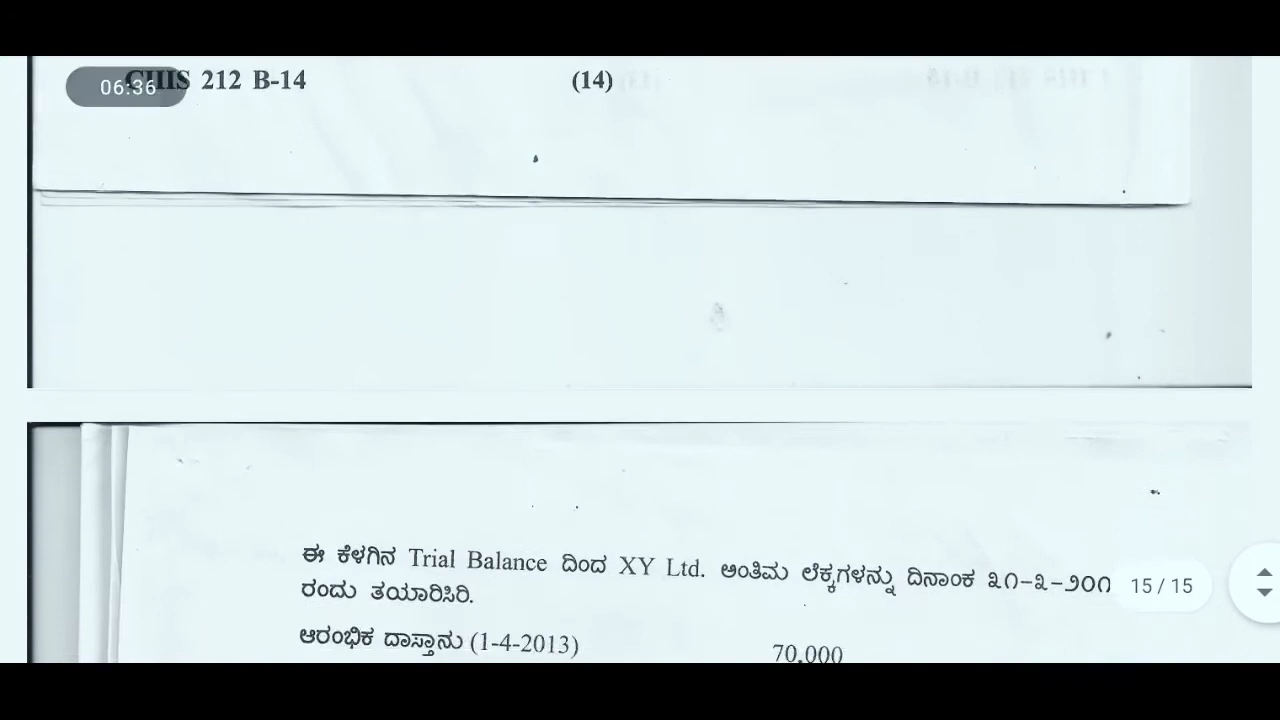 06:36
212 B-14 (14)
ಈ ಕೆಳಗಿನ Trial Balance ದಿಂದ XY Ltd. ಅಂತಿಮ ಲೆಕ್ಕಗಳನ್ನು ದಿನಾಂಕ ೩೧-೩-೨೦೧
15 / 15
ರಂದು ತಯಾರಿಸಿರಿ.
ಆರಂಭಿಕ ದಾಸ್ತಾನು (1-4-2013) 70,000